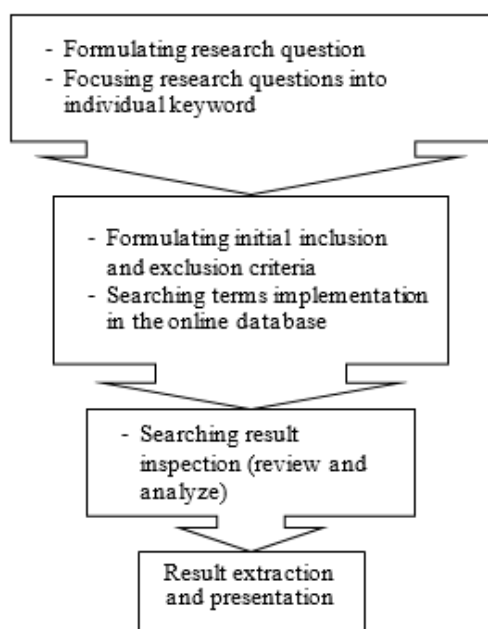 - Formulating research question
- Focusing research questions into
individual keyword
- Formulating initial inclusion
and exclusion criteria
- Searching terms implementation
in the online database
- Searching result
inspection (review and
analyze)
Result extraction
and presentation